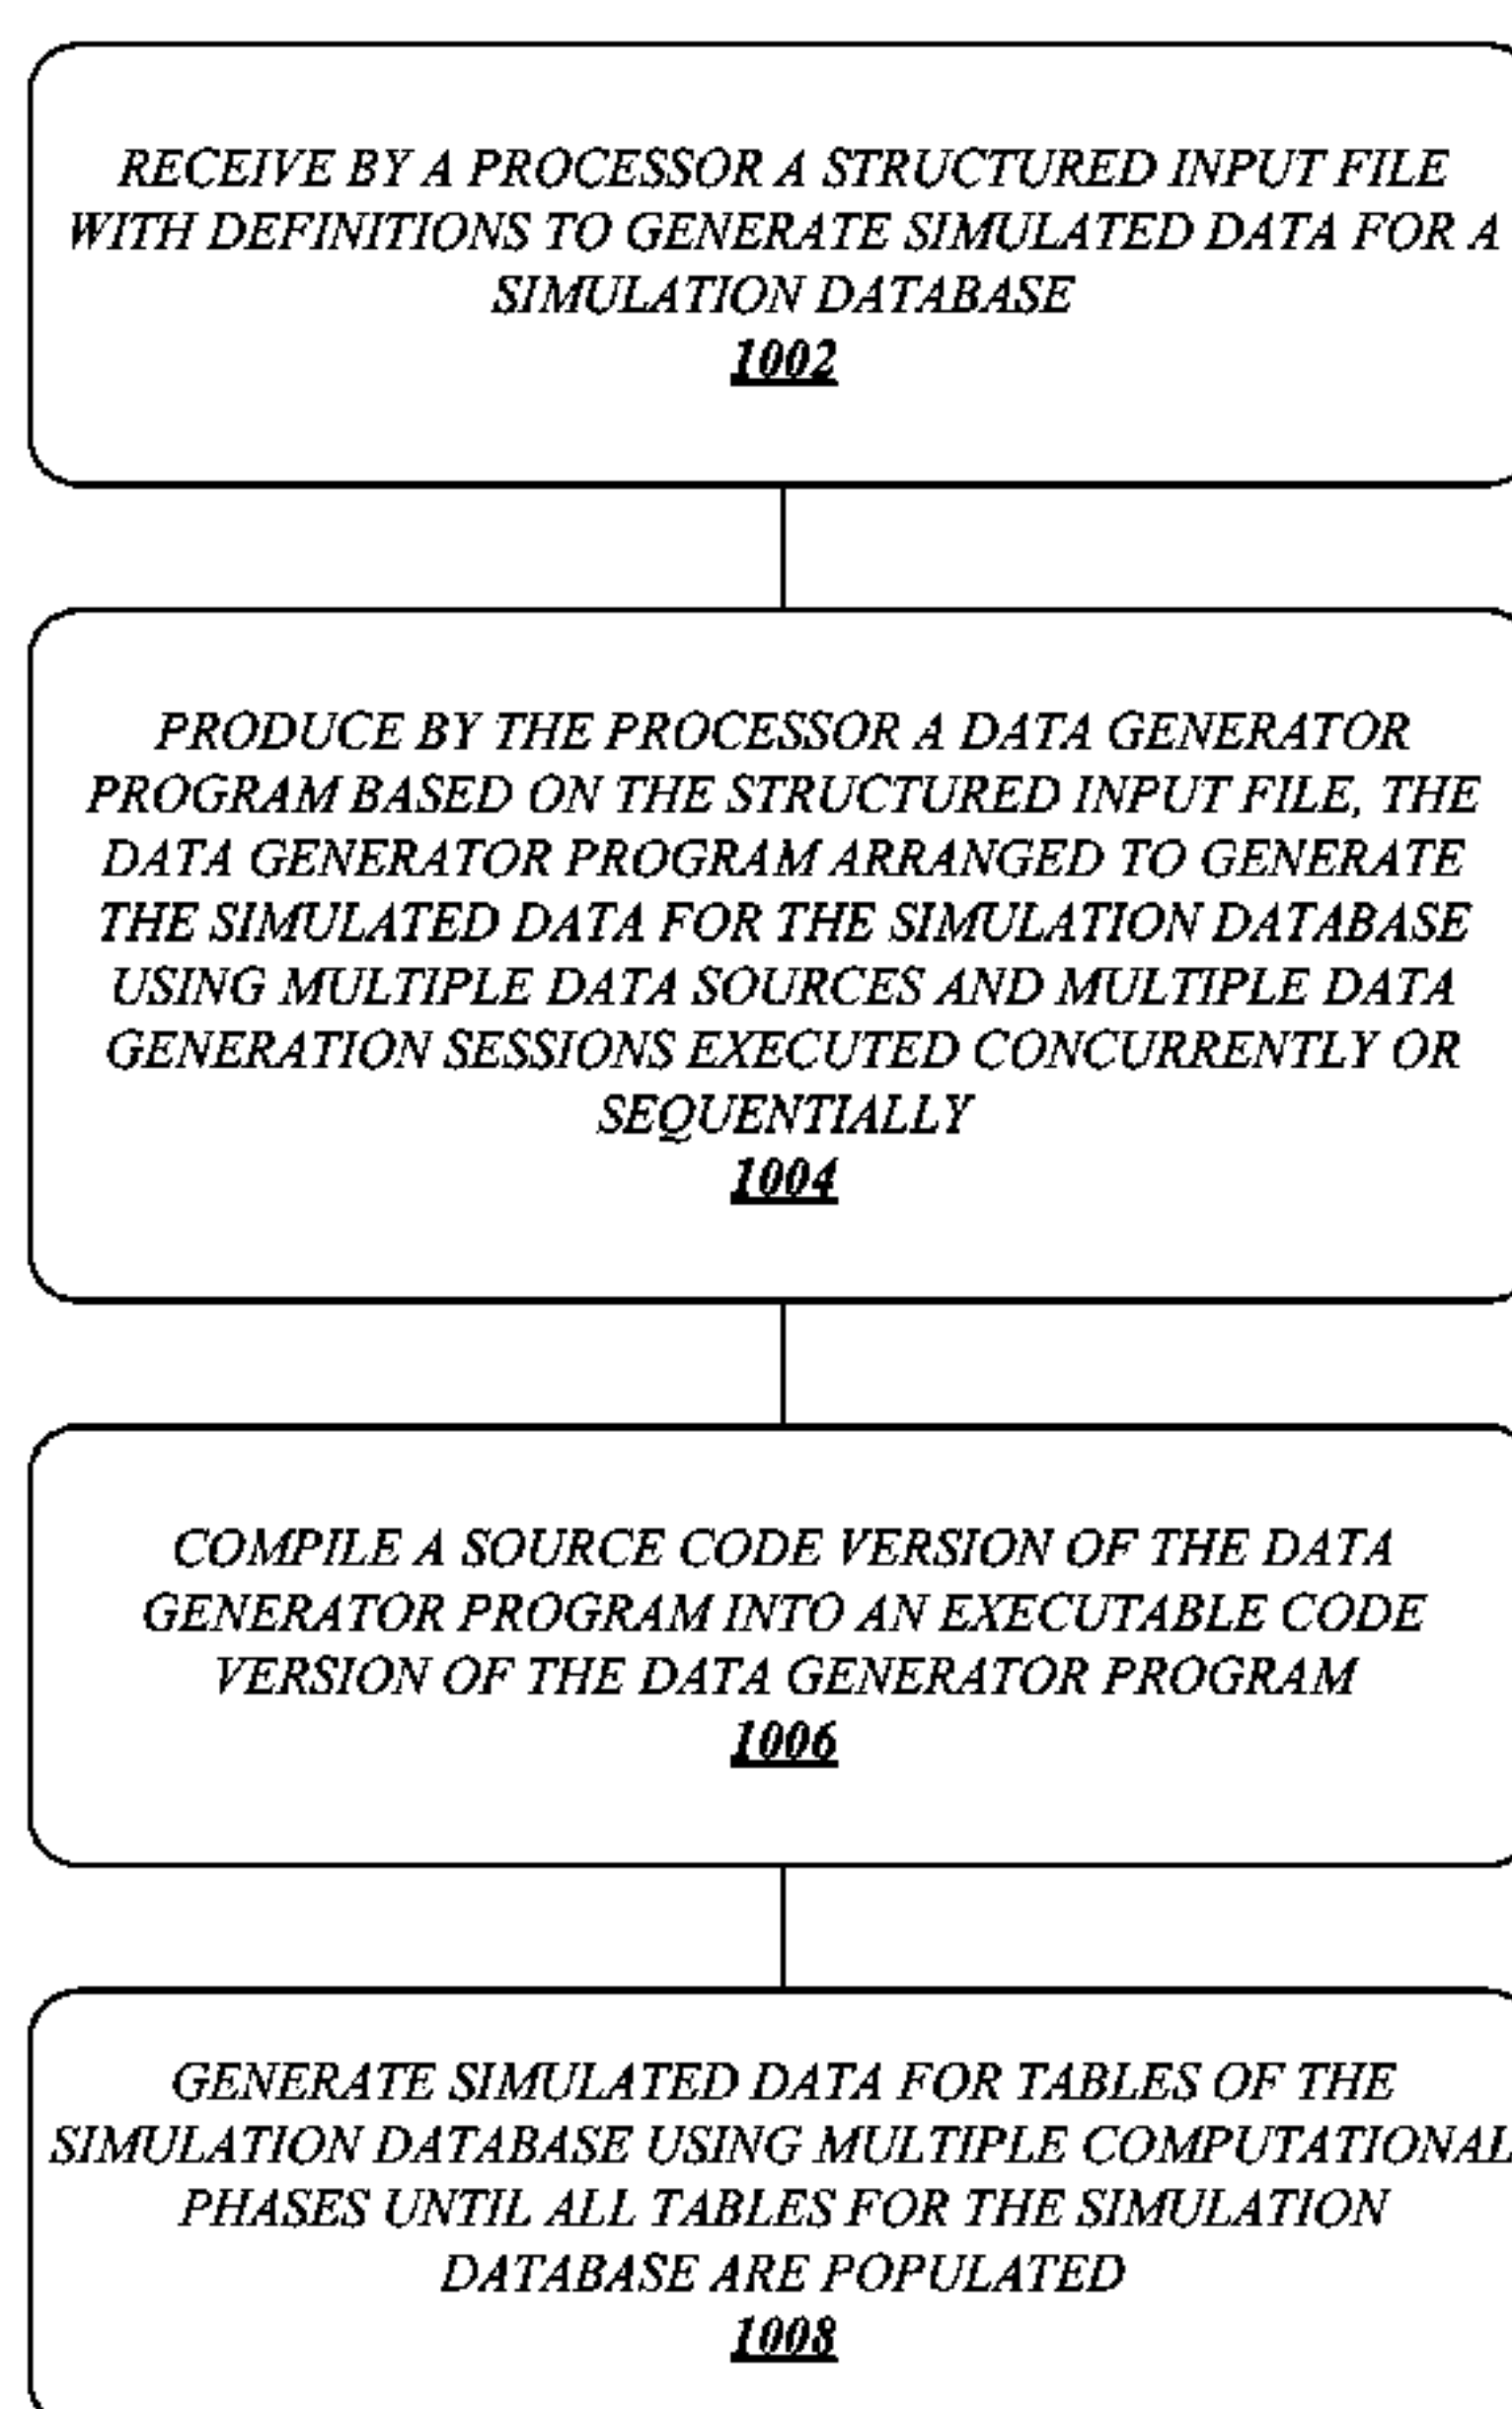 RECEIVE BY A PROCESSOR A STRUCTURED INPUT FILE
WITH DEFINITIONS TO GENERATE SIMULATED DATA FOR A
SIMULATION DATABASE
1002
PRODUCE BY THE PROCESSOR A DATA GENERATOR
PROGRAM BASED ON THE STRUCTURED INPUT FILE, THE
DATA GENERATOR PROGRAM ARRANGED TO GENERATE
THE SIMULATED DATA FOR THE SIMULATION DATABASE
USING MULTIPLE DATA SOURCES AND MULTIPLE DATA
GENERATION SESSIONS EXECUTED CONCURRENTLY OR
SEQUENTIALLY
1004
COMPILE A SOURCE CODE VERSION OF THE DATA
GENERATOR PROGRAM INTO AN EXECUTABLE CODE
VERSION OF THE DATA GENERATOR PROGRAM
1006
GENERATE SIMULATED DATA FOR TABLES OF THE
SIMULATION DATABASE USING MULTIPLE COMPUTATIONAL
PHASES UNTIL ALL TABLES FOR THE SIMULATION
DATABASE ARE POPULATED
1008